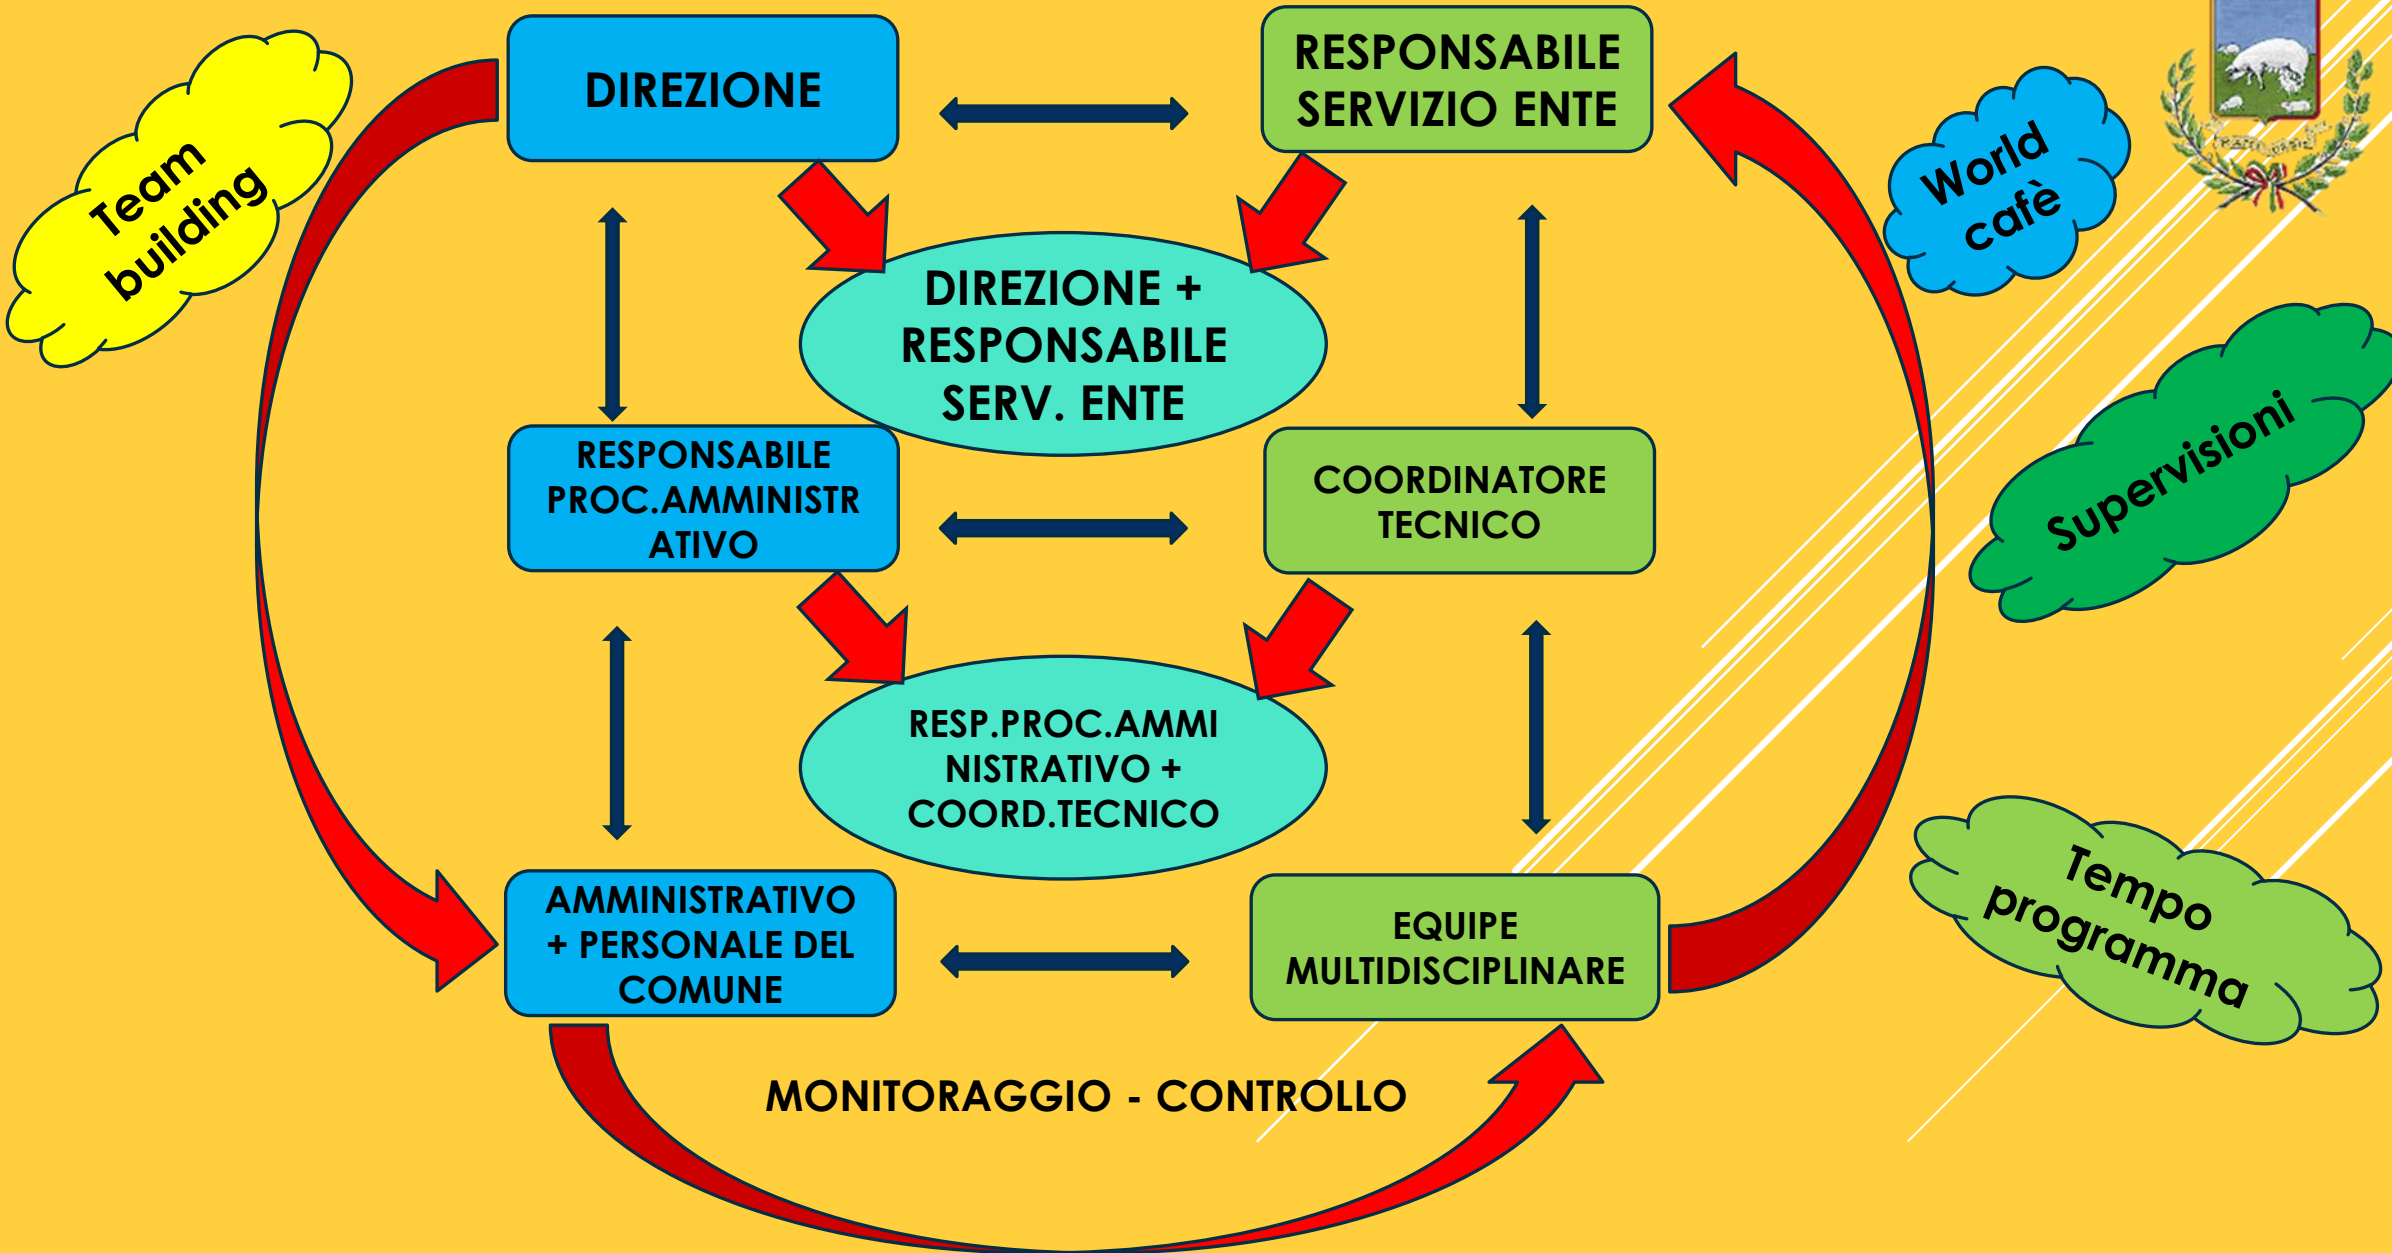 DIREZIONE
RESPONSABILE
SERVIZIO ENTE
Team
building
World
cafè
DIREZIONE +
RESPONSABILE
SERV. ENTE
RESPONSABILE
PROC.AMMINISTR
ATIVO
COORDINATORE
TECNICO
Supervisioni
RESP.PROC.AMMI
NISTRATIVO +
COORD.TECNICO
AMMINISTRATIVO
+ PERSONALE DEL
COMUNE
EQUIPE
MULTIDISCIPLINARE
Tempo
programma
MONITORAGGIO - CONTROLLO